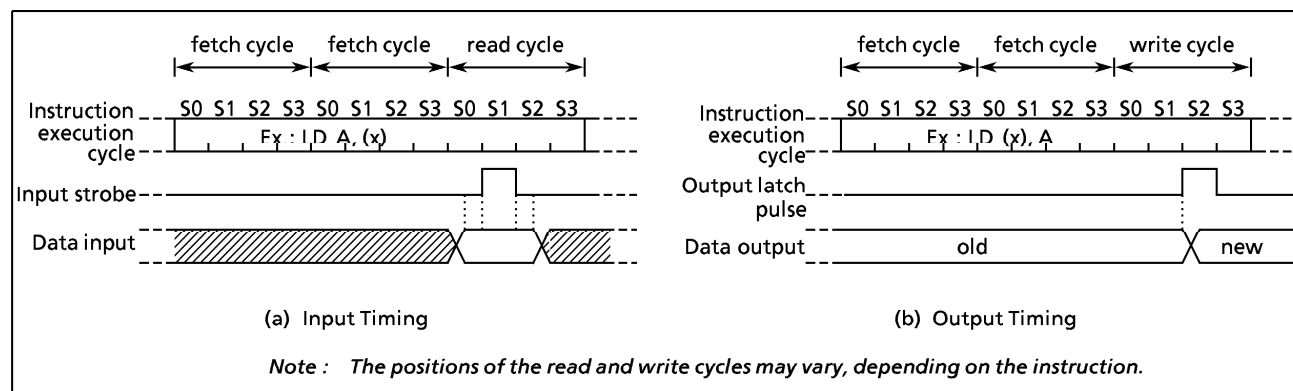 fetch cycle fetch cycle read cycle
S0 S1 S2 S3 S0 S1 S2 S3 S0 S1 S2 S3
Instruction
execution
cycle
Ex : LD A, (x)
Input strobe
Data input
(a) Input Timing
fetch cycle fetch cycle write cycle
S0 S1 S2 S3 S0 S1 S2 S3 S0 S1 S2 S3
Instruction
execution
cycle
Ex : LD (x), A
Output latch
pulse
Data output
old new
(b) Output Timing
Note : The positions of the read and write cycles may vary, depending on the instruction.